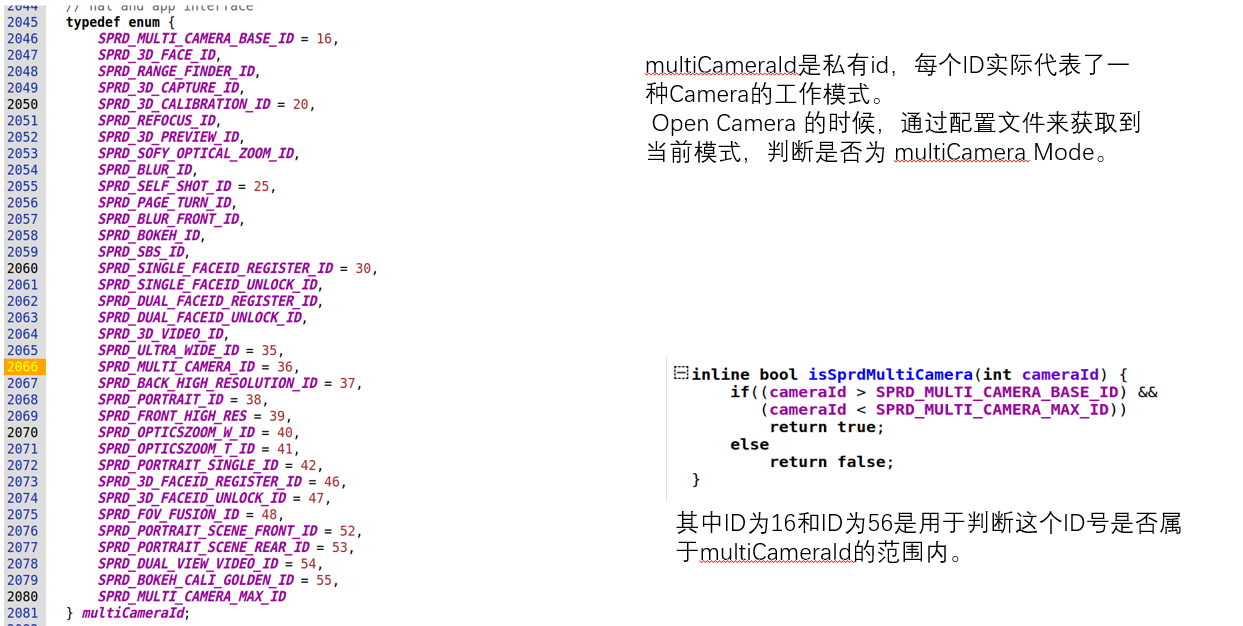 2044 // hal and app interface
2045 typedef enum {
2046 SPRD_MULTI_CAMERA_BASE_ID = 16,
2047 SPRD_3D_FACE_ID,
2048 SPRD_RANGE_FINDER_ID,
2049 SPRD_3D_CAPTURE_ID,
2050 SPRD_3D_CALIBRATION_ID = 20,
2051 SPRD_REFOCUS_ID,
2052 SPRD_3D_PREVIEW_ID,
2053 SPRD_SOFY_OPTICAL_ZOOM_ID,
2054 SPRD_BLUR_ID,
2055 SPRD_SELF_SHOT_ID = 25,
2056 SPRD_PAGE_TURN_ID,
2057 SPRD_BLUR_FRONT_ID,
2058 SPRD_BOKEH_ID,
2059 SPRD_SBS_ID,
2060 SPRD_SINGLE_FACEID_REGISTER_ID = 30,
2061 SPRD_SINGLE_FACEID_UNLOCK_ID,
2062 SPRD_DUAL_FACEID_REGISTER_ID,
2063 SPRD_DUAL_FACEID_UNLOCK_ID,
2064 SPRD_3D_VIDEO_ID,
2065 SPRD_ULTRA_WIDE_ID = 35,
2066 SPRD_MULTI_CAMERA_ID = 36,
2067 SPRD_BACK_HIGH_RESOLUTION_ID = 37,
2068 SPRD_PORTRAIT_ID = 38,
2069 SPRD_FRONT_HIGH_RES = 39,
2070 SPRD_OPTICSZOOM_W_ID = 40,
2071 SPRD_OPTICSZOOM_T_ID = 41,
2072 SPRD_PORTRAIT_SINGLE_ID = 42,
2073 SPRD_3D_FACEID_REGISTER_ID = 46,
2074 SPRD_3D_FACEID_UNLOCK_ID = 47,
2075 SPRD_FOV_FUSION_ID = 48,
2076 SPRD_PORTRAIT_SCENE_FRONT_ID = 52,
2077 SPRD_PORTRAIT_SCENE_REAR_ID = 53,
2078 SPRD_DUAL_VIEW_VIDEO_ID = 54,
2079 SPRD_BOKEH_CALI_GOLDEN_ID = 55,
2080 SPRD_MULTI_CAMERA_MAX_ID
2081 } multiCameraId;
multiCameraId是私有id，每个ID实际代表了一
种Camera的工作模式。
Open Camera 的时候，通过配置文件来获取到
当前模式，判断是否为 multiCamera Mode。
inline bool isSprdMultiCamera(int cameraId) {
if((cameraId > SPRD_MULTI_CAMERA_BASE_ID) &&
(cameraId < SPRD_MULTI_CAMERA_MAX_ID))
return true;
else
return false;
}
其中ID为16和ID为56是用于判断这个ID号是否属
于multiCameraId的范围内。